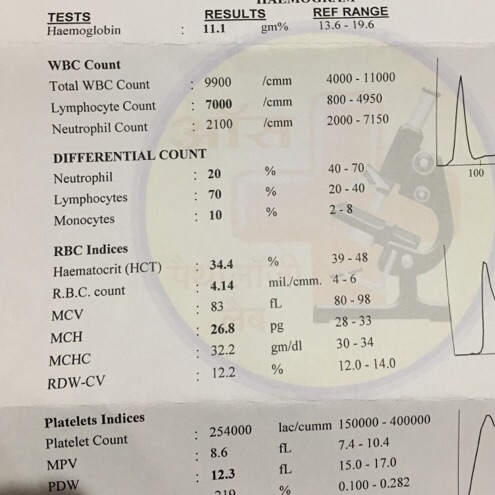 HAEMOGRAM
TESTS RESULTS REF RANGE
Haemoglobin : 11.1 gm% 13.6 - 19.6
WBC Count
Total WBC Count : 9900 /cmm 4000 - 11000
Lymphocyte Count : 7000 /cmm 800 - 4950
Neutrophil Count : 2100 /cmm 2000 - 7150
DIFFERENTIAL COUNT
Neutrophil : 20 % 40 - 70
Lymphocytes : 70 % 20 - 40
Monocytes : 10 % 2 - 8
100
RBC Indices
Haematocrit (HCT) : 34.4 % 39 - 48
R.B.C. count : 4.14 mil./cmm. 4 - 6
MCV : 83 fL 80 - 98
MCH : 26.8 pg 28 - 33
MCHC : 32.2 gm/dl 30 - 34
RDW-CV : 12.2 % 12.0 - 14.0
पैथोलॉजी
लैब
Platelets Indices
Platelet Count : 254000 lac/cumm 150000 - 400000
MPV : 8.6 fL 7.4 - 10.4
PDW : 12.3 fL 15.0 - 17.0
% 0.100 - 0.282